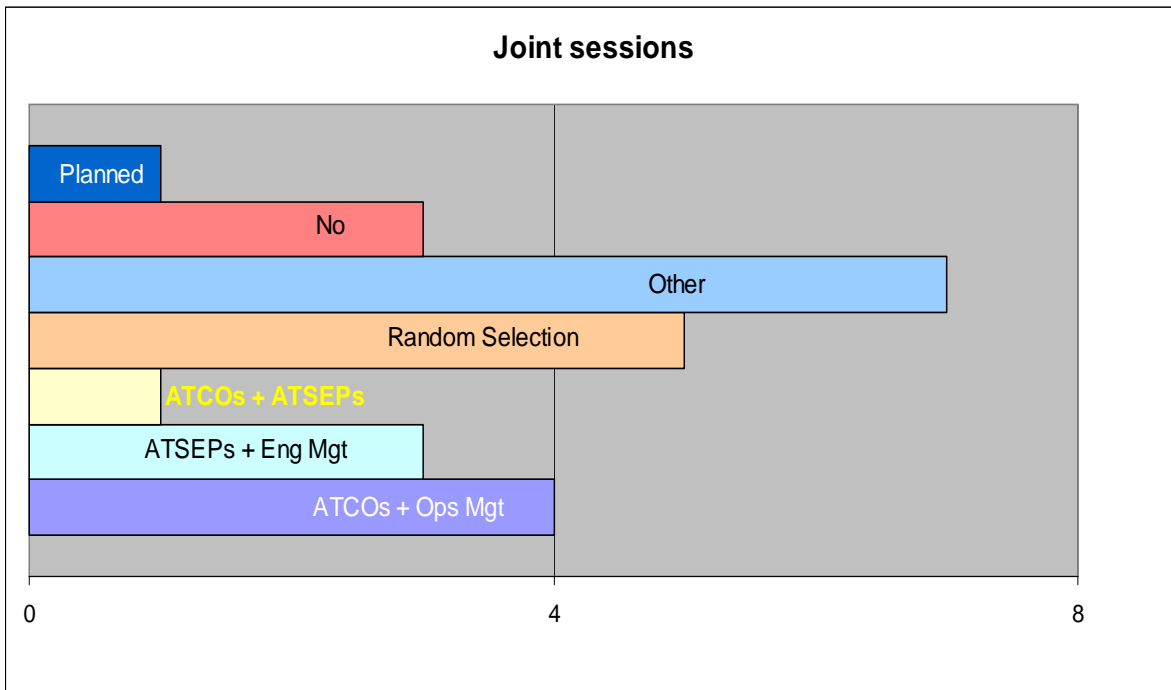 Joint sessions
Planned
No
Other
Random Selection
ATCOs + ATSEPs
ATSEPs + Eng Mgt
ATCOs + Ops Mgt
0 4 8